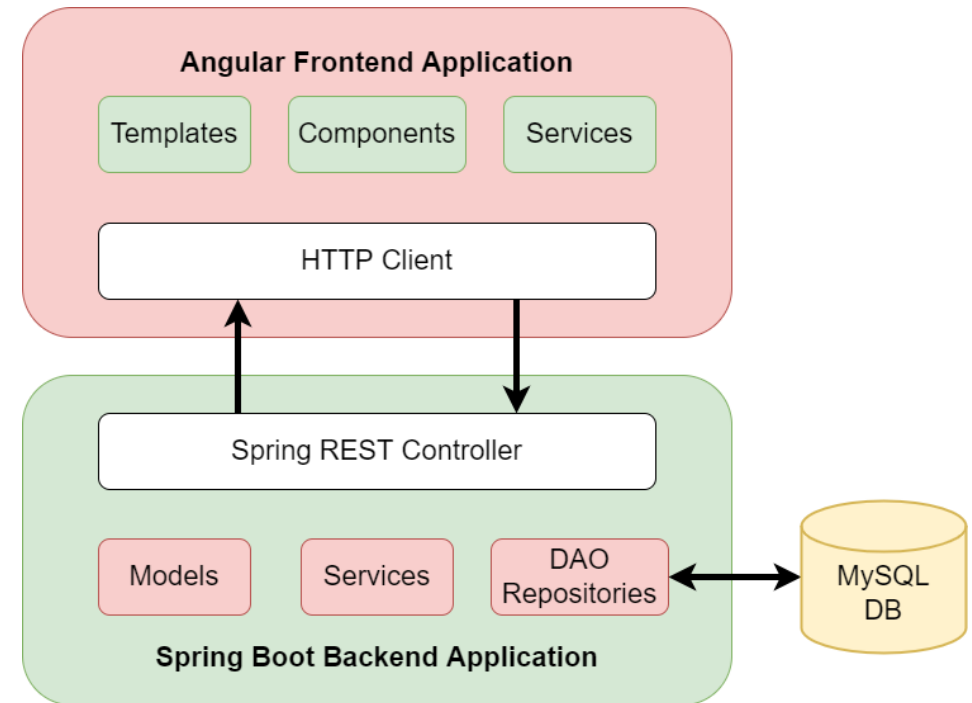 Angular Frontend Application
Templates
Components
Services
HTTP Client
Spring REST Controller
Models
Services
DAO
Repositories
MySQL
DB
Spring Boot Backend Application